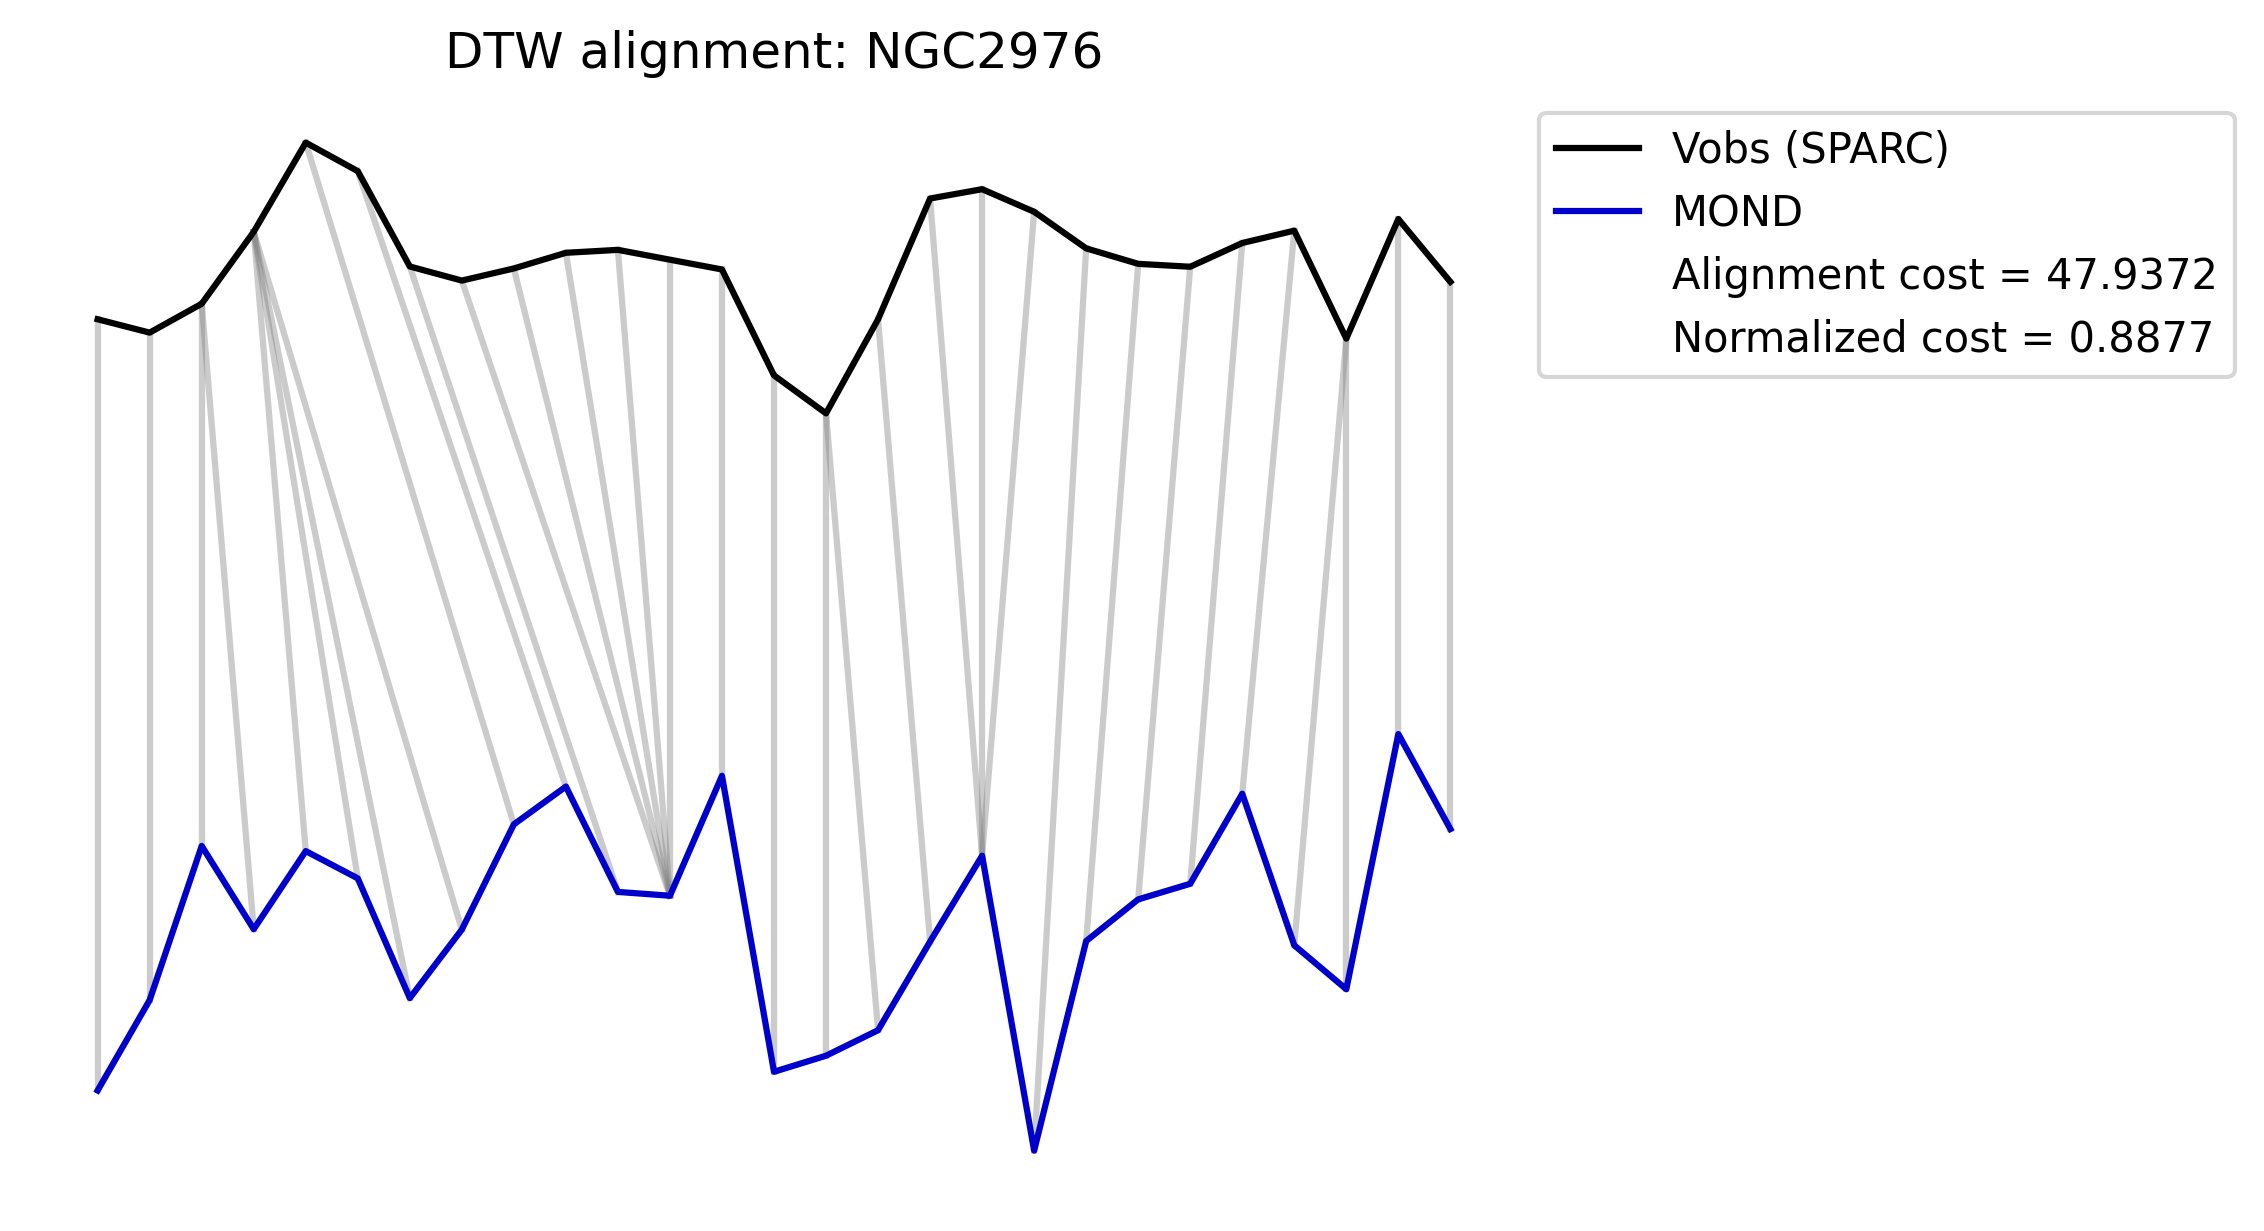 DTW alignment: NGC2976
Vobs (SPARC)
MOND
Alignment cost = 47.9372
Normalized cost = 0.8877